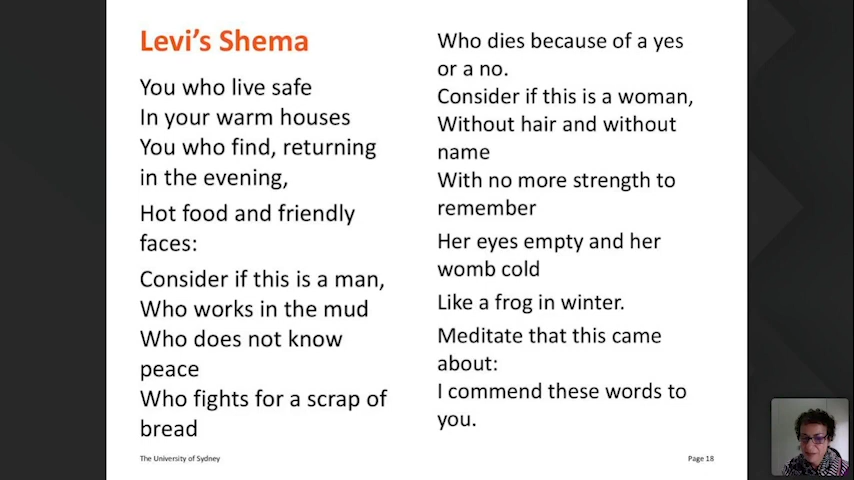 Levi's Shema
You who live safe
In your warm houses
You who find, returning
in the evening,
Hot food and friendly
faces:
Consider if this is a man,
Who works in the mud
Who does not know
peace
Who fights for a scrap of
bread
Who dies because of a yes
or a no.
Consider if this is a woman,
Without hair and without
name
With no more strength to
remember
Her eyes empty and her
womb cold
Like a frog in winter.
Meditate that this came
about:
I commend these words to
you.
The University of Sydney
Page 18